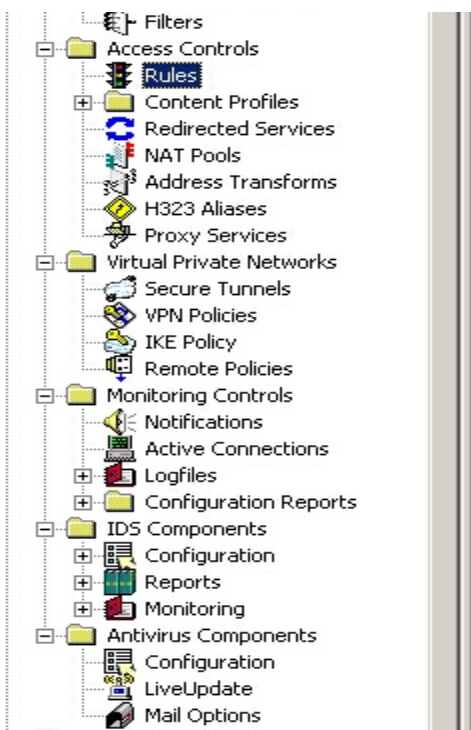 Filters
Access Controls
Rules
Content Profiles
Redirected Services
NAT Pools
Address Transforms
H323 Aliases
Proxy Services
Virtual Private Networks
Secure Tunnels
VPN Policies
IKE Policy
Remote Policies
Monitoring Controls
Notifications
Active Connections
Logfiles
Configuration Reports
IDS Components
Configuration
Reports
Monitoring
Antivirus Components
Configuration
LiveUpdate
Mail Options